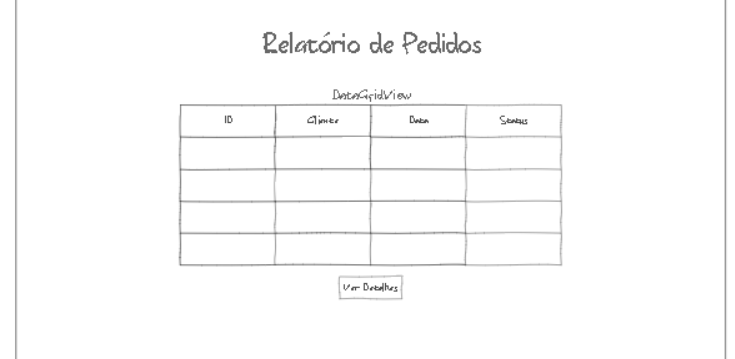 Relatório de Pedidos
DataGridView
ID Cliente Data Status
Ver Detalhes